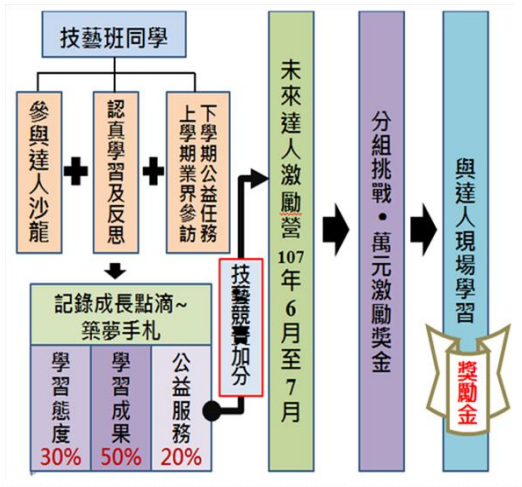 技藝班同學
參與達人沙龍
認真學習及反思
下學期公益任務
上學期業界參訪
記錄成長點滴~
築夢手札
學習態度
30%
學習成果
50%
公益服務
20%
技藝競賽加分
未來達人激勵營107年6月至7月
分組挑戰•萬元激勵獎金
與達人現場學習
獎勵金